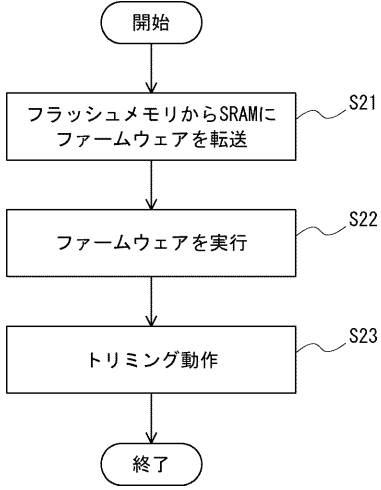 開始
フラッシュメモリからSRAMに
ファームウェアを転送
S21
ファームウェアを実行
S22
トリミング動作
S23
終了